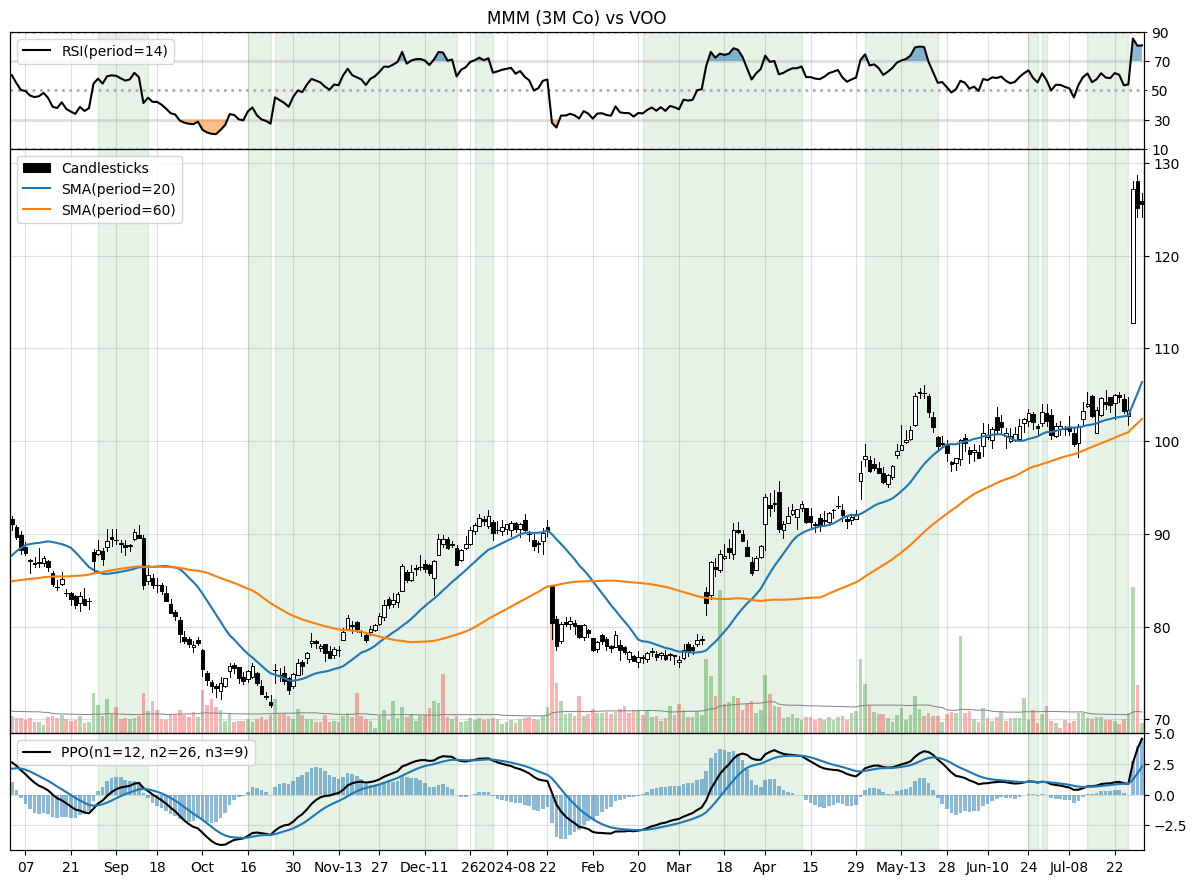 MMM (3M Co) vs VOO
RSI(period=14)
90
70
50
30
10
Candlesticks
SMA(period=20)
SMA(period=60)
130
120
110
100
90
80
70
PPO(n1=12, n2=26, n3=9)
5.0
2.5
0.0
−2.5
07 21 Sep 18 Oct 16 30 Nov-13 27 Dec-11 26 2024-08 22 Feb 20 Mar 18 Apr 15 29 May-13 28 Jun-10 24 Jul-08 22